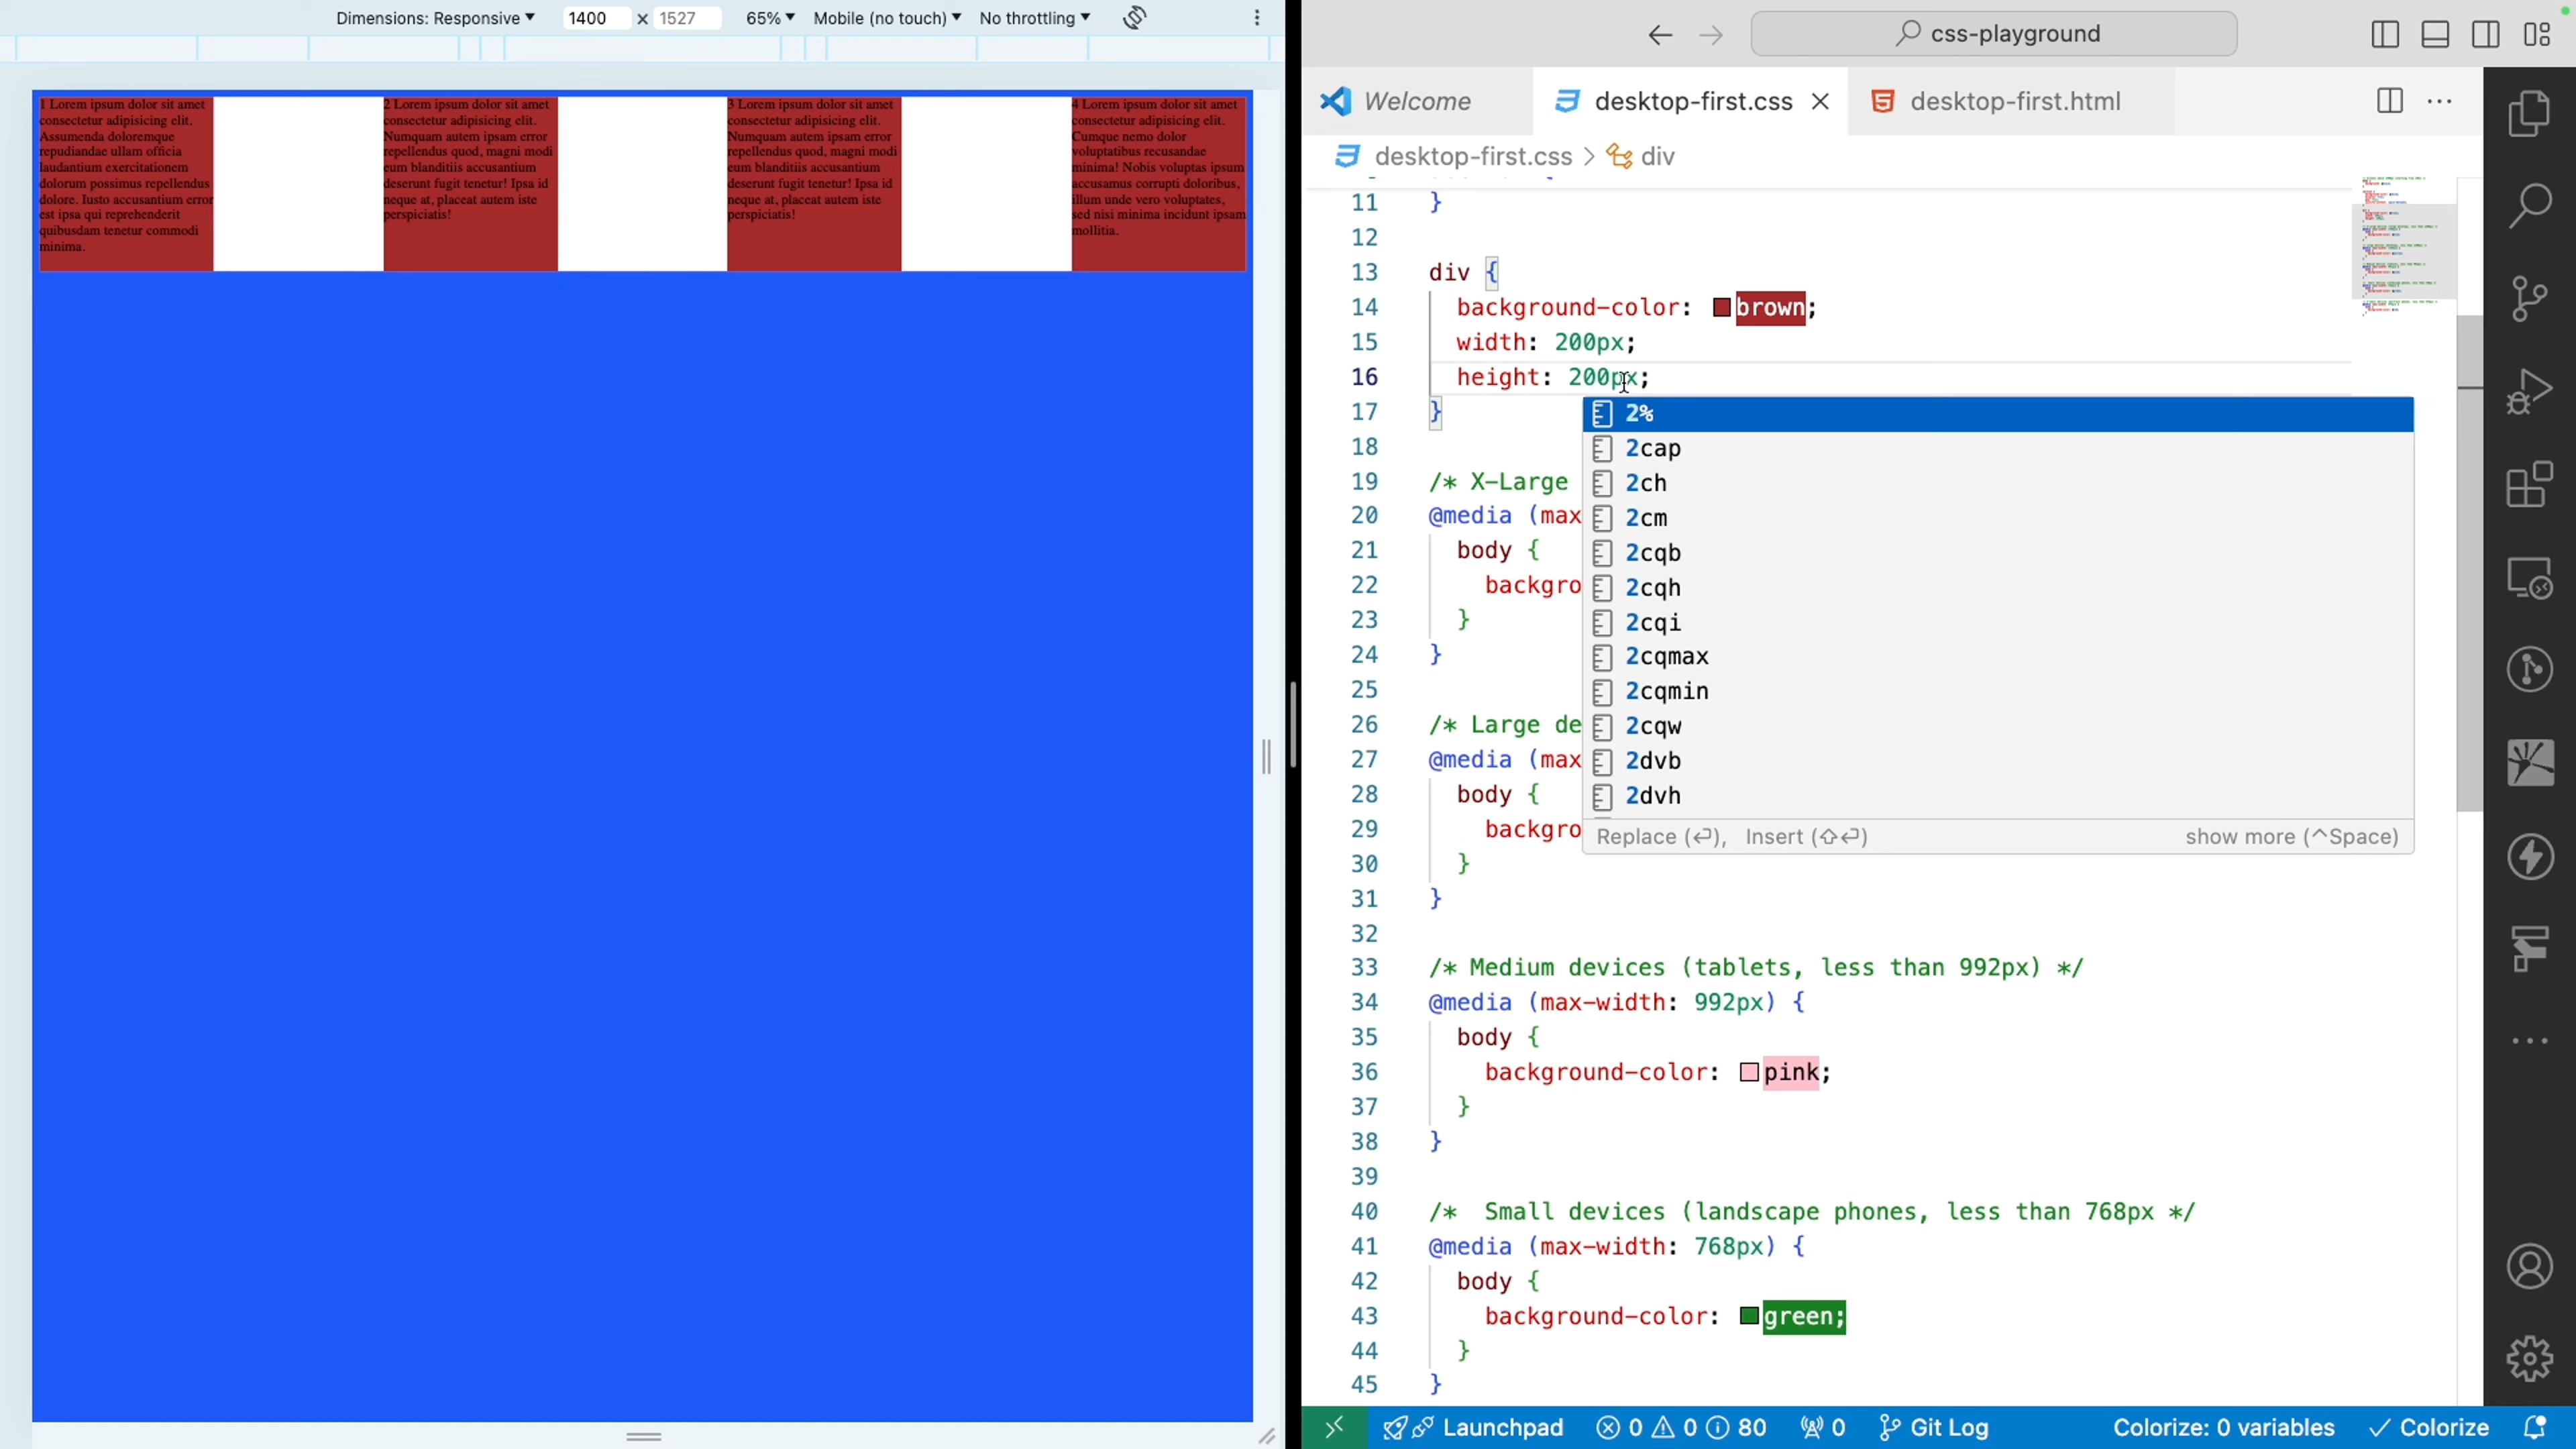 Dimensions: Responsive 1400 x 1527 65% Mobile (no touch) No throttling
1 Lorem ipsum dolor sit amet
consectetur adipisicing elit.
Assumenda doloremque
repudiandae ullam officia
laudantium exercitationem
dolorum possimus repellendus
dolore. Iusto accusantium error
est ipsa qui reprehenderit
quibusdam tenetur commodi
minima.
2 Lorem ipsum dolor sit amet
consectetur adipisicing elit.
Numquam autem ipsam error
repellendus quod, magni modi
eum blanditiis accusantium
deserunt fugit tenetur! Ipsa id
neque at, placeat autem iste
perspiciatis!
3 Lorem ipsum dolor sit amet
consectetur adipisicing elit.
Numquam autem ipsam error
repellendus quod, magni modi
eum blanditiis accusantium
deserunt fugit tenetur! Ipsa id
neque at, placeat autem iste
perspiciatis!
4 Lorem ipsum dolor sit amet
consectetur adipisicing elit.
Cumque nemo dolor
voluptatibus recusandae
minima! Nobis voluptas ipsum
accusamus corrupti doloribus,
illum unde vero voluptates,
sed nisi minima incidunt ipsam
mollitia.
css-playground
Welcome desktop-first.css desktop-first.html
desktop-first.css > div
11 }
12
13 div {
14 background-color: brown;
15 width: 200px;
16 height: 200px;
17 }
18
19 /* X-Large
20 @media (max
21 body {
22 backgro
23 }
24 }
25
26 /* Large de
27 @media (max
28 body {
29 backgro
30 }
31 }
32
33 /* Medium devices (tablets, less than 992px) */
34 @media (max-width: 992px) {
35 body {
36 background-color: pink;
37 }
38 }
39
40 /*  Small devices (landscape phones, less than 768px */
41 @media (max-width: 768px) {
42 body {
43 background-color: green;
44 }
45 }
2%
2cap
2ch
2cm
2cqb
2cqh
2cqi
2cqmax
2cqmin
2cqw
2dvb
2dvh
Replace (⏎), Insert (⇧⏎) show more (^Space)
Launchpad 0 0 80 0 Git Log Colorize: 0 variables Colorize